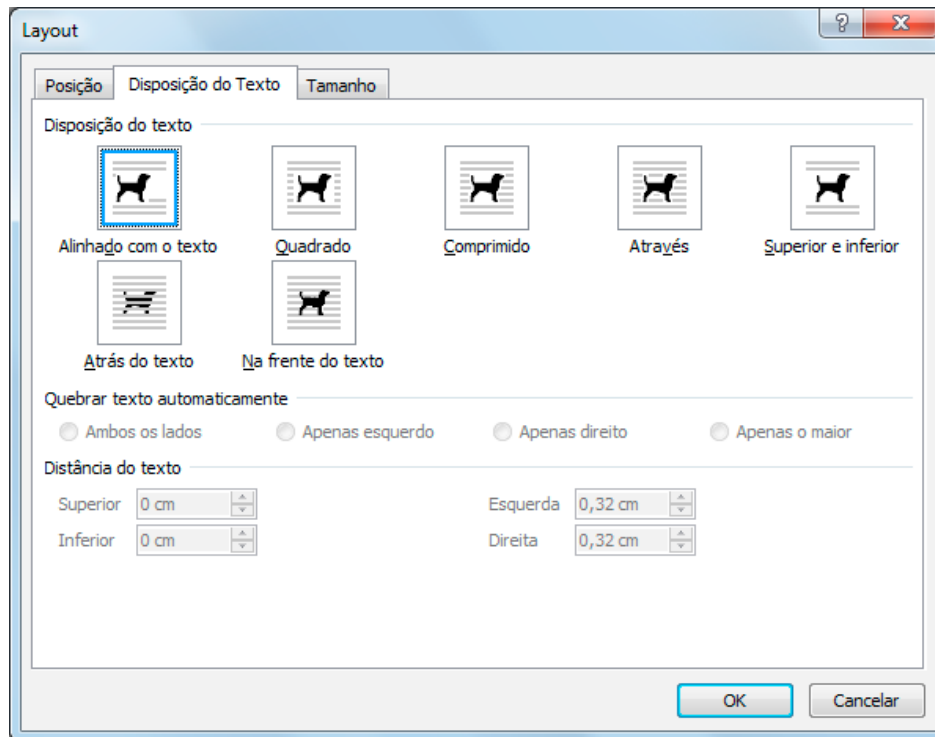 Layout
Posição Disposição do Texto Tamanho
Disposição do texto
Alinhado com o texto Quadrado Comprimido Através Superior e inferior
Atrás do texto Na frente do texto
Quebrar texto automaticamente
Ambos os lados Apenas esquerdo Apenas direito Apenas o maior
Distância do texto
Superior 0 cm Esquerda 0,32 cm
Inferior 0 cm Direita 0,32 cm
OK Cancelar